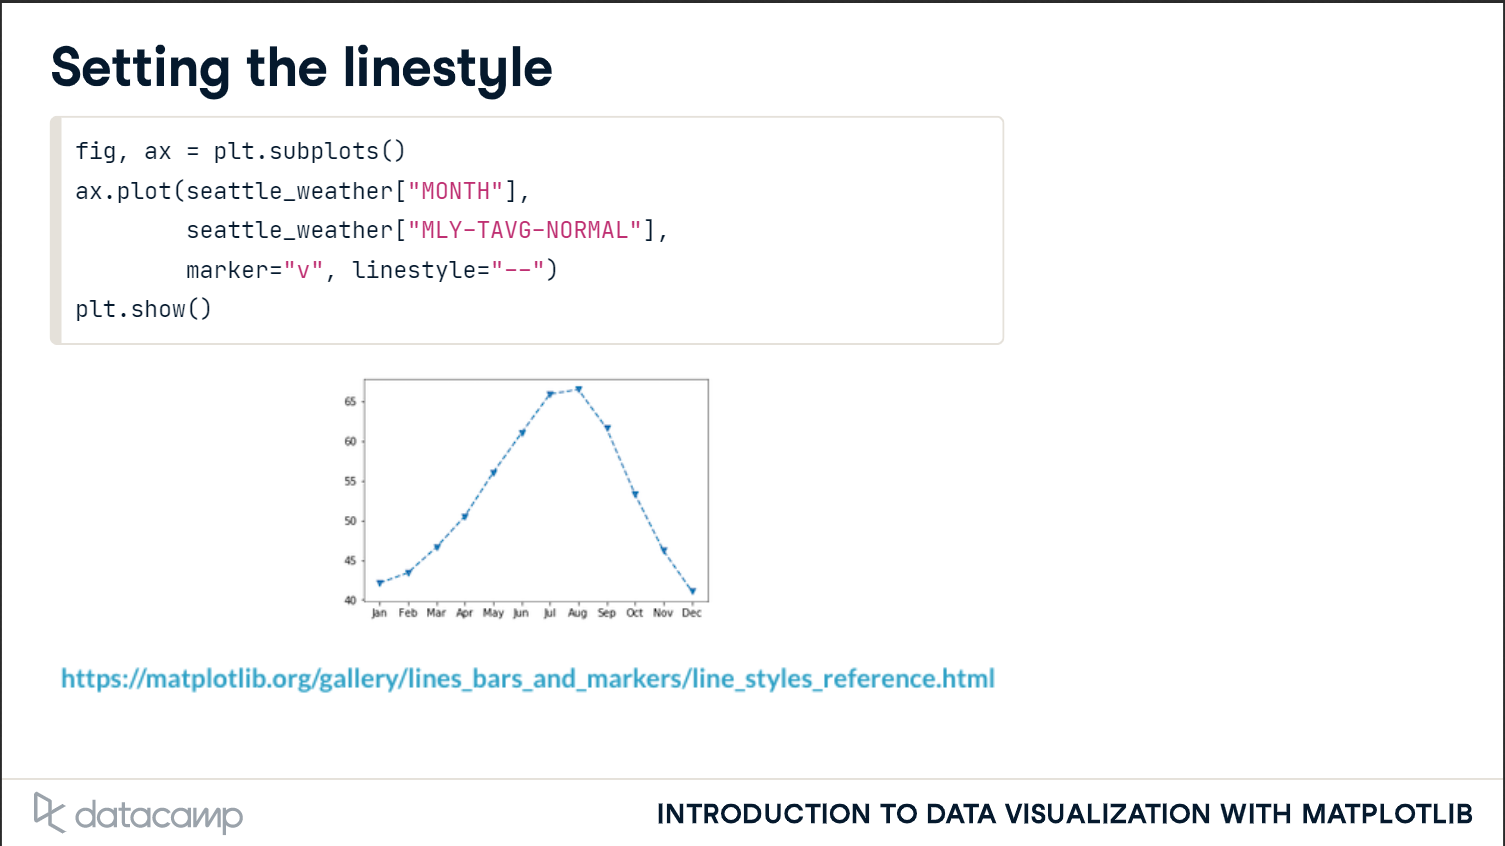 Setting the linestyle
fig, ax = plt.subplots()
ax.plot(seattle_weather["MONTH"],
        seattle_weather["MLY-TAVG-NORMAL"],
        marker="v", linestyle="--")
plt.show()
65
60
55
50
45
40
Jan Feb Mar Apr May Jun Jul Aug Sep Oct Nov Dec
https://matplotlib.org/gallery/lines_bars_and_markers/line_styles_reference.html
datacamp
INTRODUCTION TO DATA VISUALIZATION WITH MATPLOTLIB